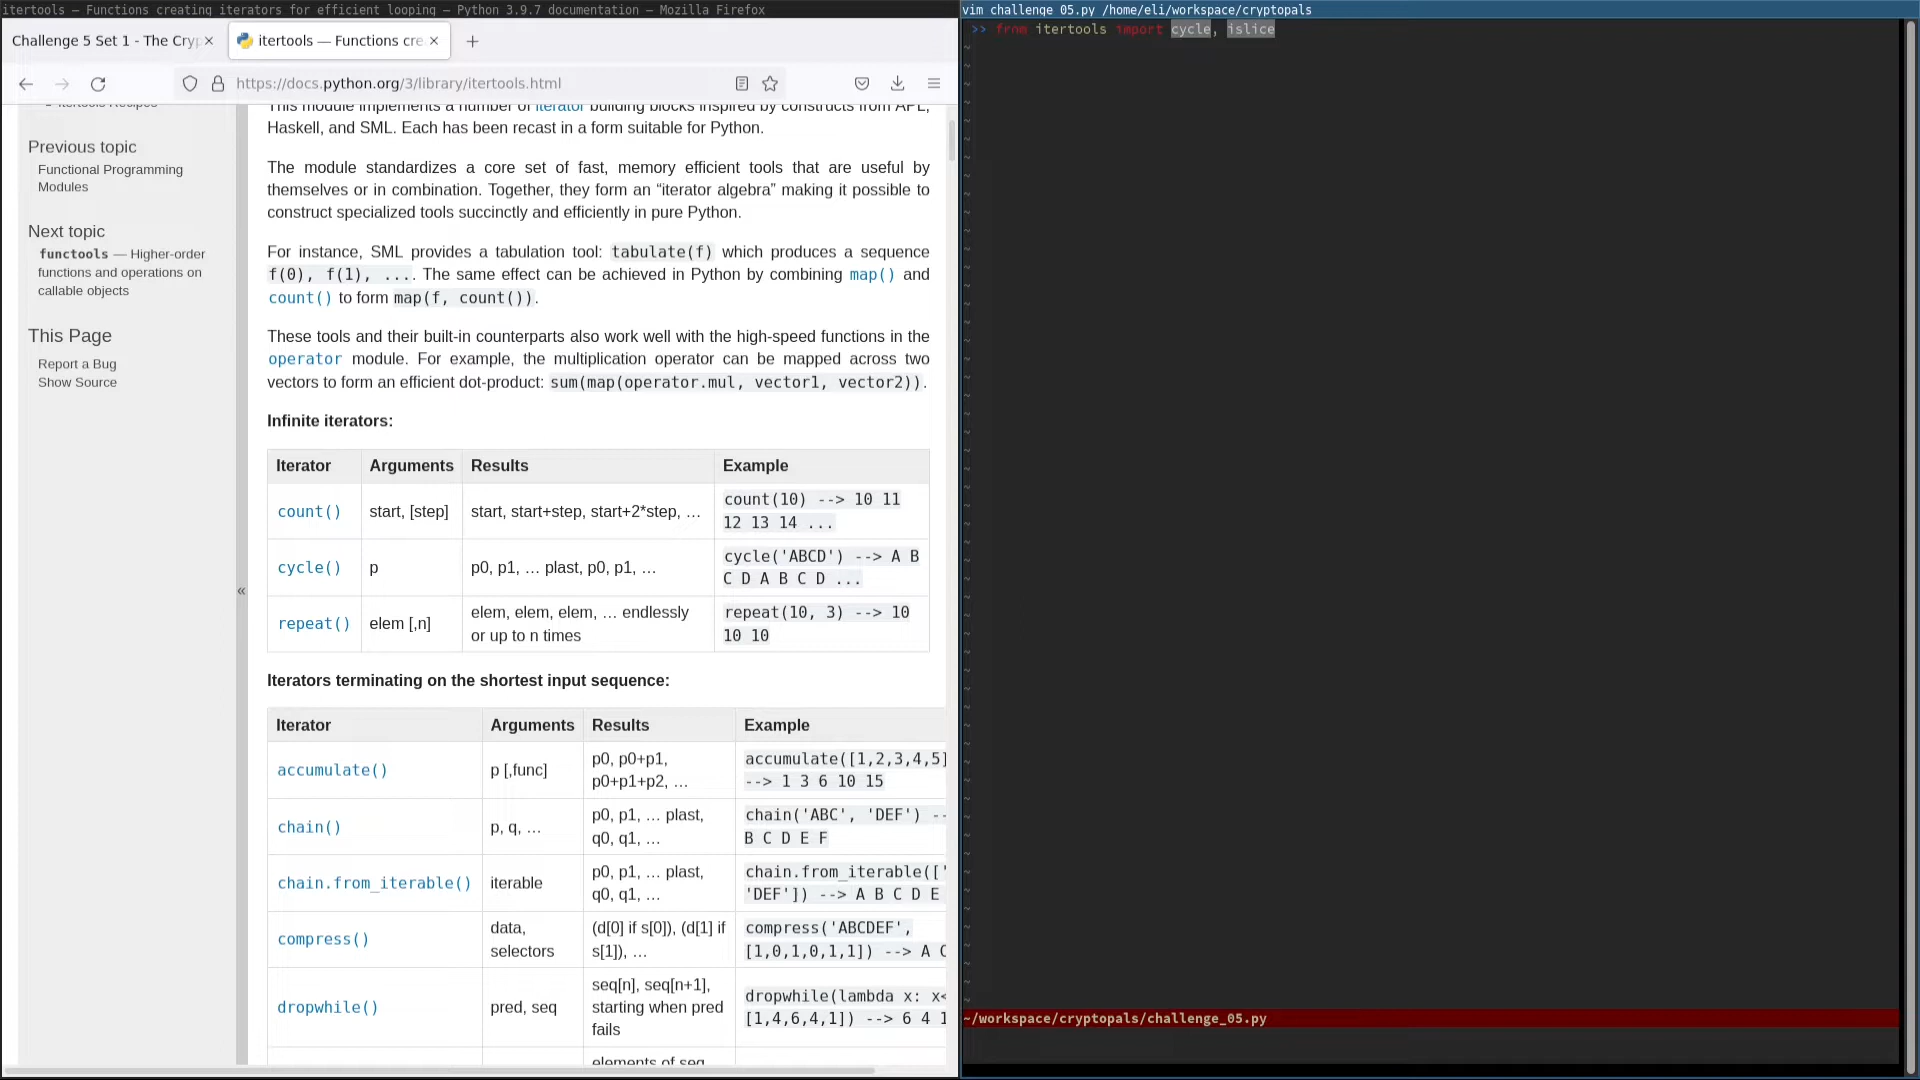 itertools — Functions creating iterators for efficient looping — Python 3.9.7 documentation — Mozilla Firefox
Challenge 5 Set 1 - The Cryp
itertools — Functions cre
https://docs.python.org/3/library/itertools.html
Itertools Recipes
Previous topic
Functional Programming
Modules
Next topic
functools — Higher-order
functions and operations on
callable objects
This Page
Report a Bug
Show Source
«
This module implements a number of iterator building blocks inspired by constructs from APL,
Haskell, and SML. Each has been recast in a form suitable for Python.
The module standardizes a core set of fast, memory efficient tools that are useful by
themselves or in combination. Together, they form an “iterator algebra” making it possible to
construct specialized tools succinctly and efficiently in pure Python.
For instance, SML provides a tabulation tool: tabulate(f) which produces a sequence
f(0), f(1), .... The same effect can be achieved in Python by combining map() and
count() to form map(f, count()).
These tools and their built-in counterparts also work well with the high-speed functions in the
operator module. For example, the multiplication operator can be mapped across two
vectors to form an efficient dot-product: sum(map(operator.mul, vector1, vector2)).
Infinite iterators:
Iterator Arguments Results Example
count() start, [step] start, start+step, start+2*step, … count(10) --> 10 11
12 13 14 ...
cycle() p p0, p1, … plast, p0, p1, … cycle('ABCD') --> A B
C D A B C D ...
repeat() elem [,n] elem, elem, elem, … endlessly
or up to n times repeat(10, 3) --> 10
10 10
Iterators terminating on the shortest input sequence:
Iterator Arguments Results Example
accumulate() p [,func] p0, p0+p1,
p0+p1+p2, … accumulate([1,2,3,4,5]
--> 1 3 6 10 15
chain() p, q, … p0, p1, … plast,
q0, q1, … chain('ABC', 'DEF') --
B C D E F
chain.from_iterable() iterable p0, p1, … plast,
q0, q1, … chain.from_iterable(['
'DEF']) --> A B C D E
compress() data,
selectors (d[0] if s[0]), (d[1] if
s[1]), … compress('ABCDEF',
[1,0,1,0,1,1]) --> A C
dropwhile() pred, seq seq[n], seq[n+1],
starting when pred
fails dropwhile(lambda x: x<
[1,4,6,4,1]) --> 6 4 1
elements of seq
vim challenge_05.py /home/eli/workspace/cryptopals
>> from itertools import cycle, islice
~/workspace/cryptopals/challenge_05.py